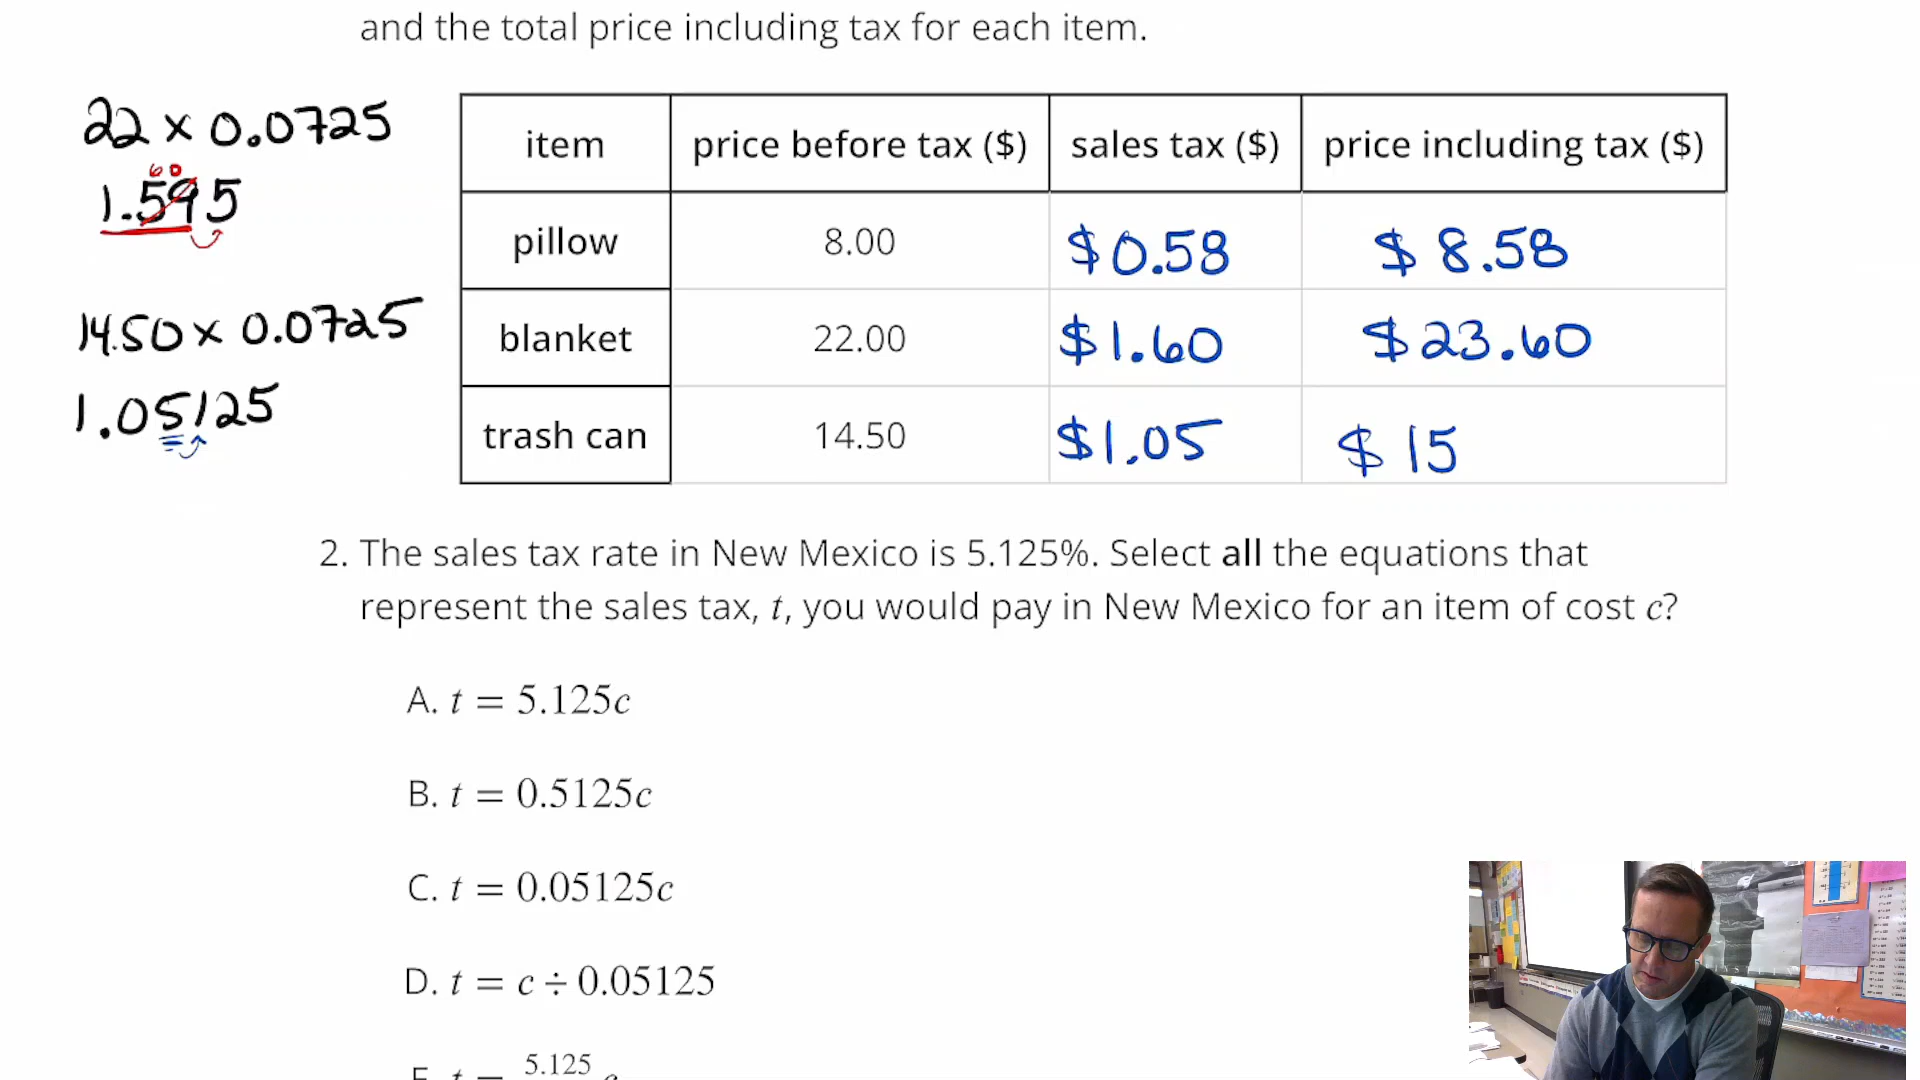 and the total price including tax for each item.
22 × 0.0725
60
1.595
14.50 × 0.0725
1.05125
item price before tax ($) sales tax ($) price including tax ($)
pillow 8.00 $0.58 $8.58
blanket 22.00 $1.60 $23.60
trash can 14.50 $1.05 $15
2. The sales tax rate in New Mexico is 5.125%. Select all the equations that
represent the sales tax, t, you would pay in New Mexico for an item of cost c?
A. t = 5.125c
B. t = 0.5125c
C. t = 0.05125c
D. t = c ÷ 0.05125
5.125